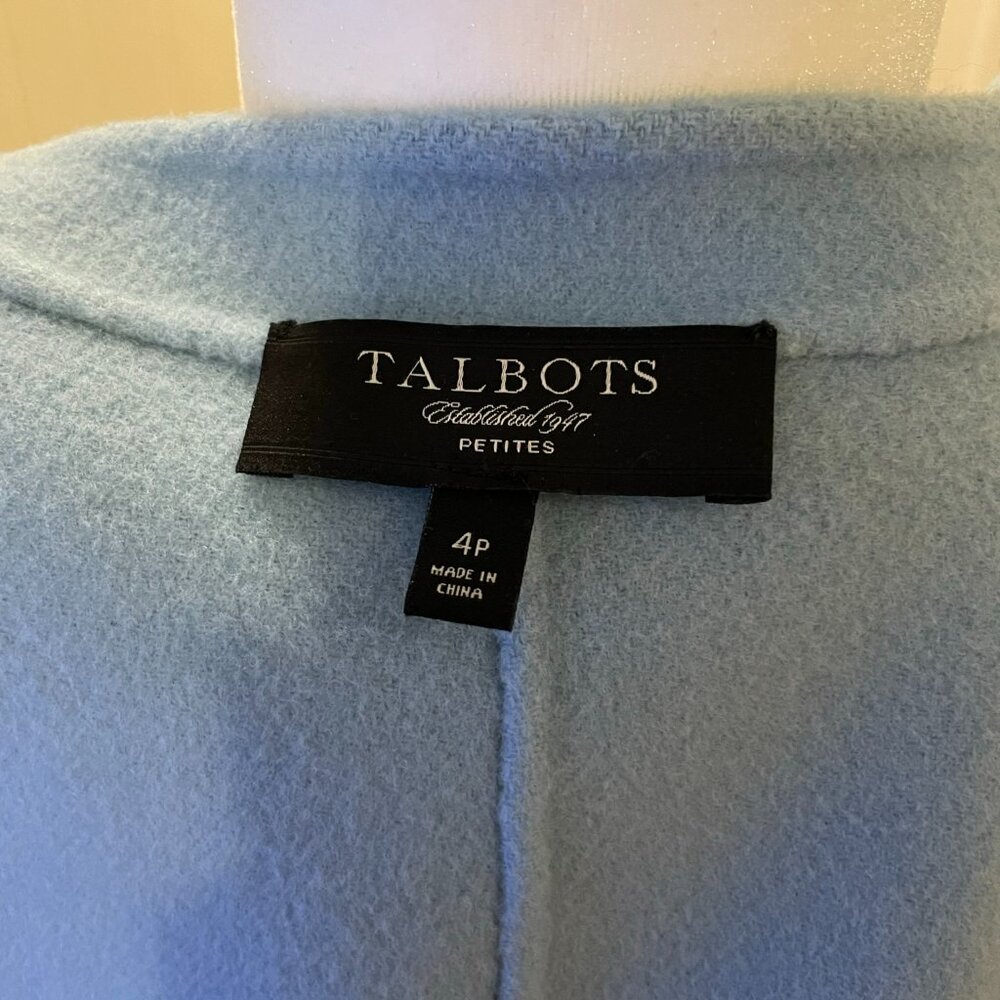 TALBOTS
Established 1947
PETITES
4P
MADE IN
CHINA